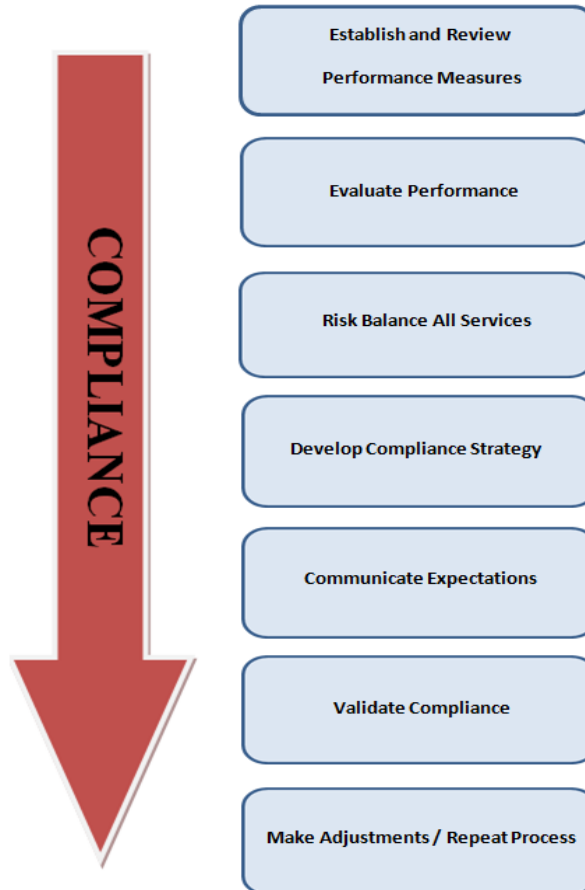 COMPLIANCE
Establish and Review
Performance Measures
Evaluate Performance
Risk Balance All Services
Develop Compliance Strategy
Communicate Expectations
Validate Compliance
Make Adjustments / Repeat Process